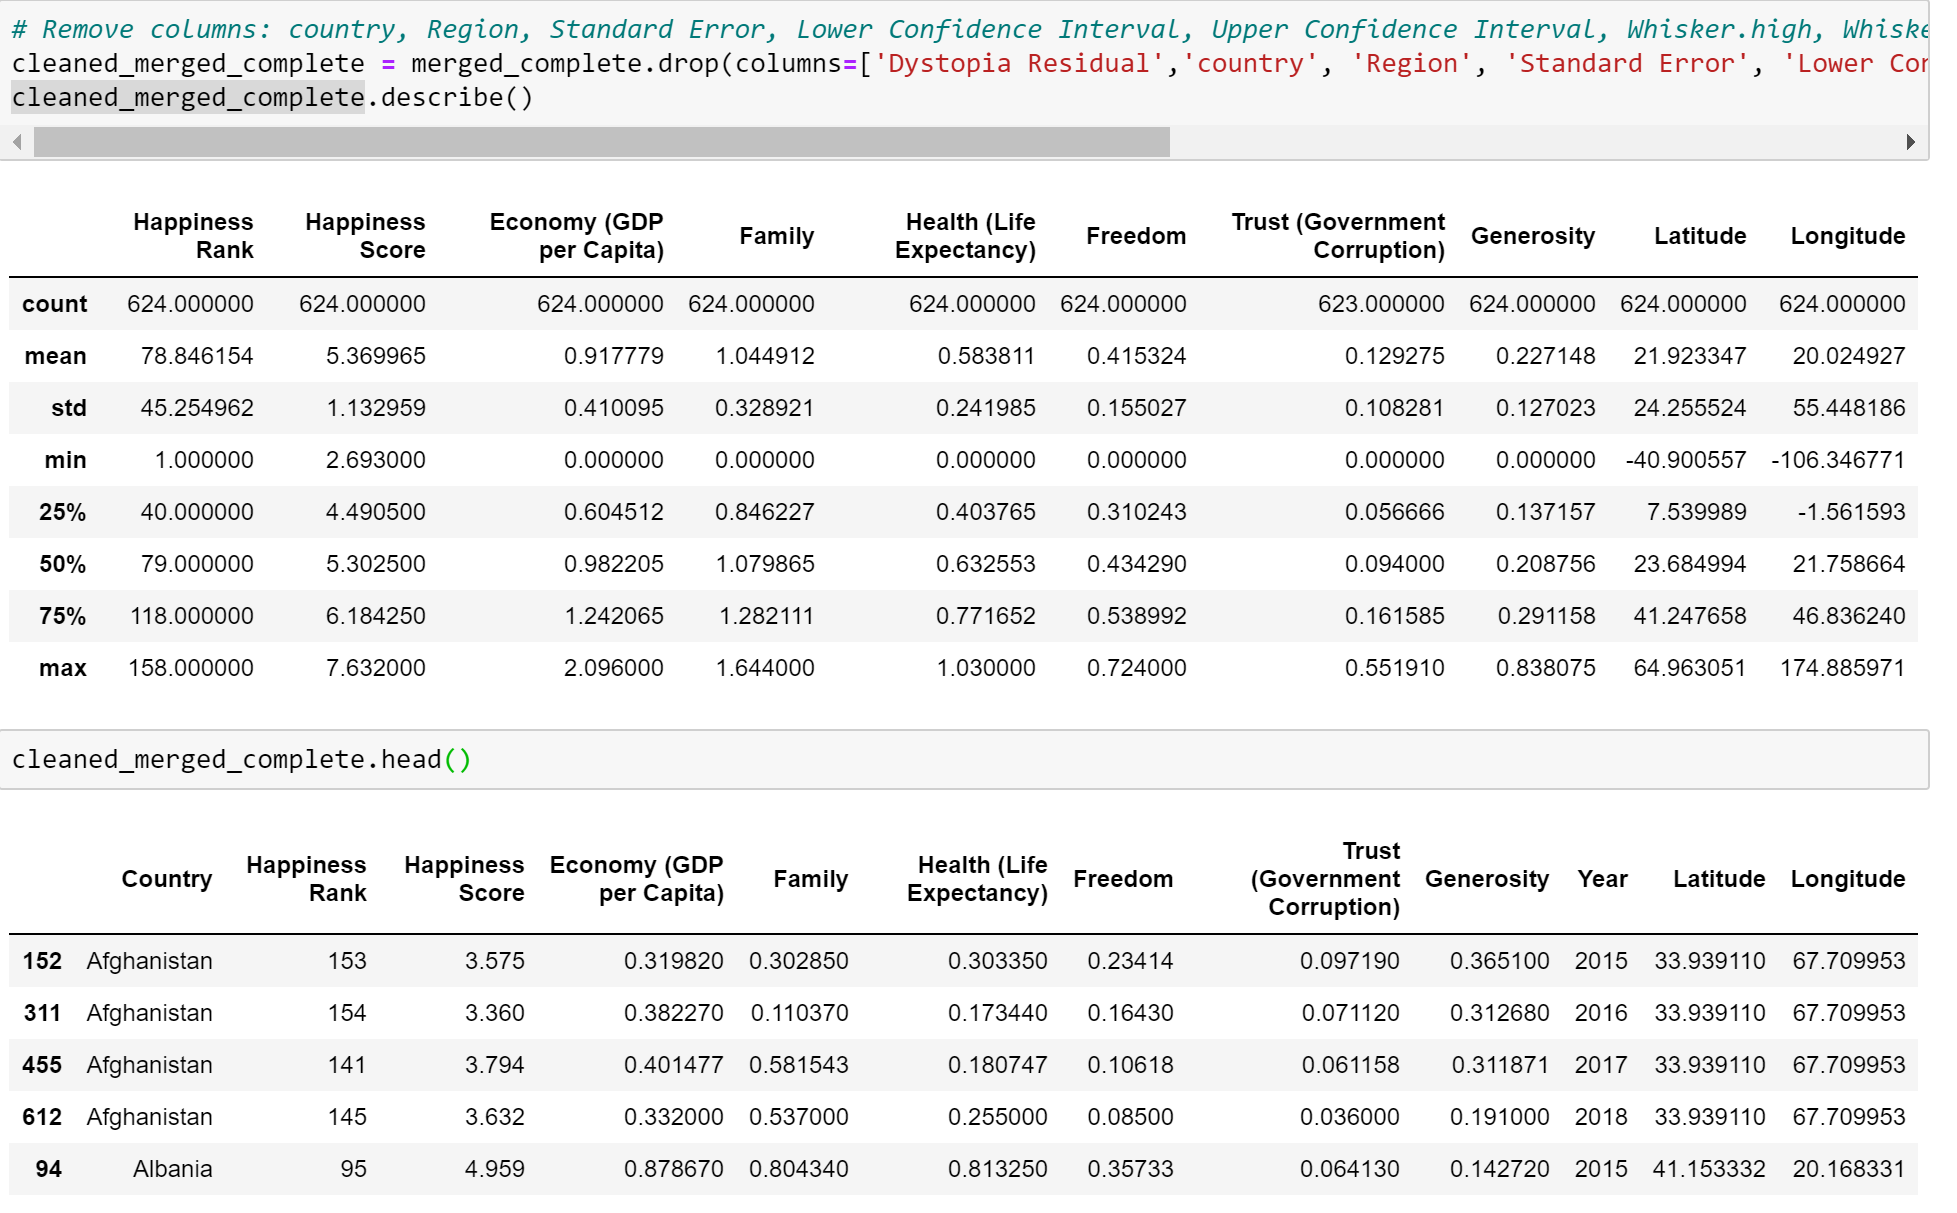 # Remove columns: country, Region, Standard Error, Lower Confidence Interval, Upper Confidence Interval, Whisker.high,
cleaned_merged_complete = merged_complete.drop(columns=['Dystopia Residual','country', 'Region', 'Standard Error', 'Lower
cleaned_merged_complete.describe()
Happiness Rank Happiness Score Economy (GDP per Capita) Family Health (Life Expectancy) Freedom Trust (Government Corruption) Generosity Latitude Longitude
count 624.000000 624.000000 624.000000 624.000000 624.000000 624.000000 623.000000 624.000000 624.000000 624.000000
mean 78.846154 5.369965 0.917779 1.044912 0.583811 0.415324 0.129275 0.227148 21.923347 20.024927
std 45.254962 1.132959 0.410095 0.328921 0.241985 0.155027 0.108281 0.127023 24.255524 55.448186
min 1.000000 2.693000 0.000000 0.000000 0.000000 0.000000 0.000000 0.000000 -40.900557 -106.346771
25% 40.000000 4.490500 0.604512 0.846227 0.403765 0.310243 0.056666 0.137157 7.539989 -1.561593
50% 79.000000 5.302500 0.982205 1.079865 0.632553 0.434290 0.094000 0.208756 23.684994 21.758664
75% 118.000000 6.184250 1.242065 1.282111 0.771652 0.538992 0.161585 0.291158 41.247658 46.836240
max 158.000000 7.632000 2.096000 1.644000 1.030000 0.724000 0.551910 0.838075 64.963051 174.885971
cleaned_merged_complete.head()
Country Happiness Rank Happiness Score Economy (GDP per Capita) Family Health (Life Expectancy) Freedom Trust (Government Corruption) Generosity Year Latitude Longitude
152 Afghanistan 153 3.575 0.319820 0.302850 0.303350 0.23414 0.097190 0.365100 2015 33.939110 67.709953
311 Afghanistan 154 3.360 0.382270 0.110370 0.173440 0.16430 0.071120 0.312680 2016 33.939110 67.709953
455 Afghanistan 141 3.794 0.401477 0.581543 0.180747 0.10618 0.061158 0.311871 2017 33.939110 67.709953
612 Afghanistan 145 3.632 0.332000 0.537000 0.255000 0.08500 0.036000 0.191000 2018 33.939110 67.709953
94 Albania 95 4.959 0.878670 0.804340 0.813250 0.35733 0.064130 0.142720 2015 41.153332 20.168331